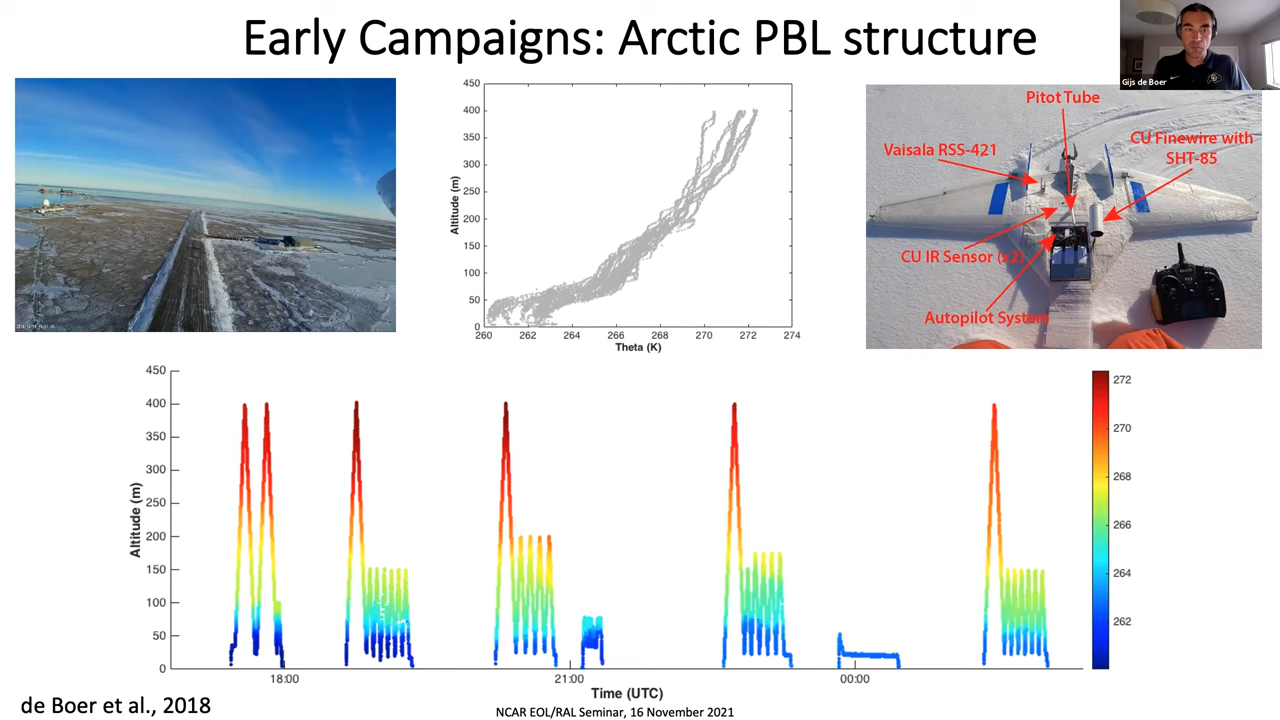 Early Campaigns: Arctic PBL structure
Gijs de Boer
450
400
350
300
250
200
150
100
50
0
260
262
264
266
268
270
272
274
Altitude (m)
Theta (K)
Pitot Tube
Vaisala RSS-421
CU Finewire with
SHT-85
CU IR Sensor (x2)
Autopilot System
450
400
350
300
250
200
150
100
50
0
Altitude (m)
18:00
21:00
00:00
Time (UTC)
272
270
268
266
264
262
de Boer et al., 2018
NCAR EOL/RAL Seminar, 16 November 2021